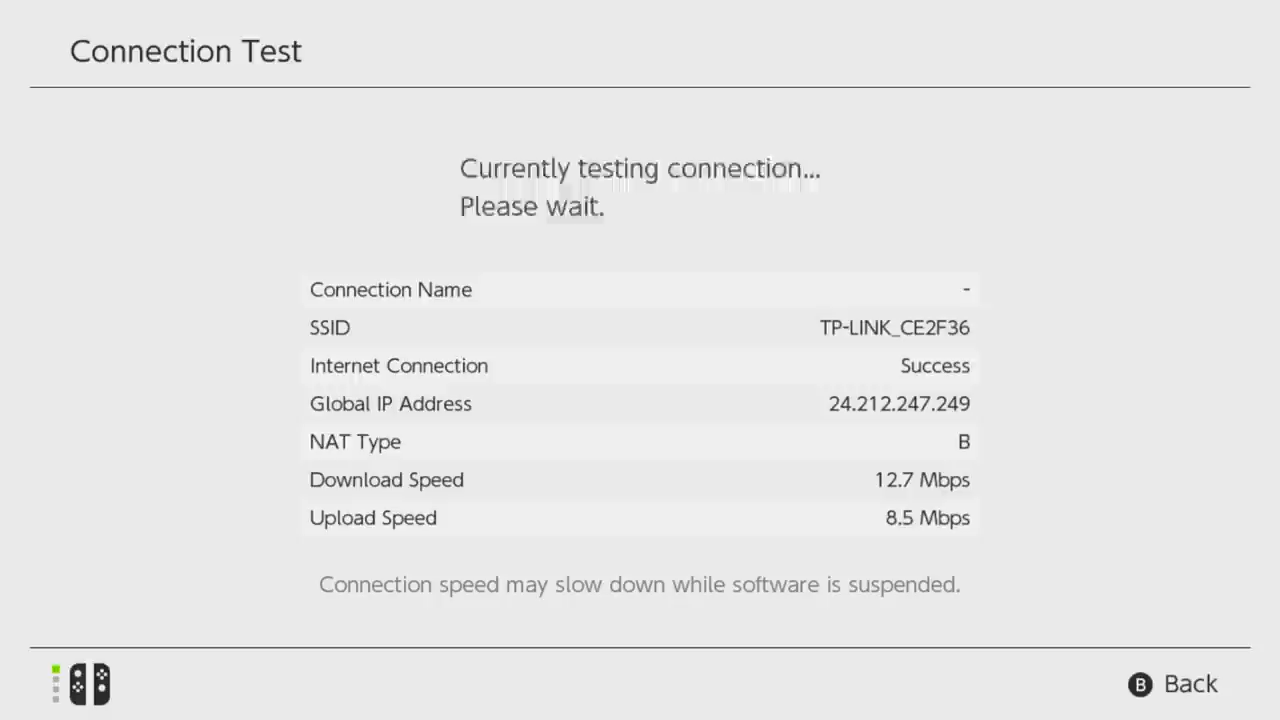 Connection Test
Currently testing connection...
Please wait.
Connection Name -
SSID TP-LINK_CE2F36
Internet Connection Success
Global IP Address 24.212.247.249
NAT Type B
Download Speed 12.7 Mbps
Upload Speed 8.5 Mbps
Connection speed may slow down while software is suspended.
B Back